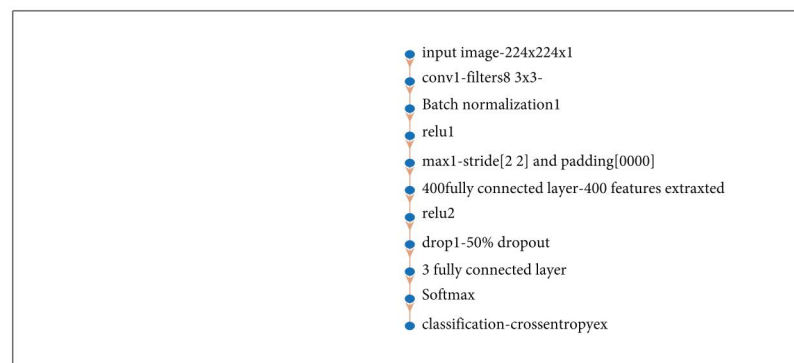 input image-224x224x1
conv1-filters8 3x3-
Batch normalization1
relu1
max1-stride[2 2] and padding[0000]
400fully connected layer-400 features extraxted
relu2
drop1-50% dropout
3 fully connected layer
Softmax
classification-crossentropyex